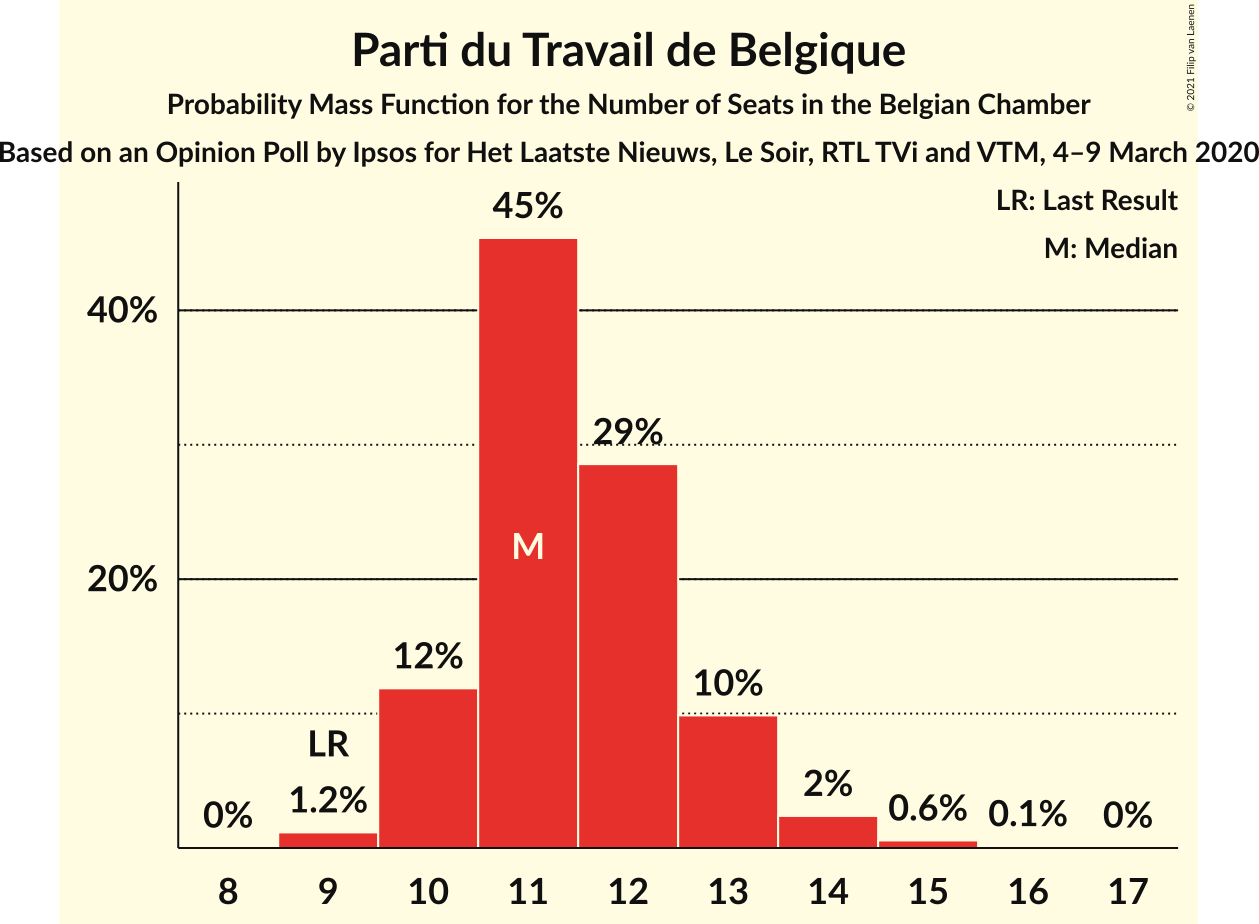 Parti du Travail de Belgique
Probability Mass Function for the Number of Seats in the Belgian Chamber
Based on an Opinion Poll by Ipsos for Het Laatste Nieuws, Le Soir, RTL TVi and VTM, 4–9 March 2020
© 2021 Filip van Laenen
LR: Last Result
M: Median
45%
40%
29%
M
20%
12%
10%
LR
2%
0% 1.2% 0.6% 0.1% 0%
8 9 10 11 12 13 14 15 16 17